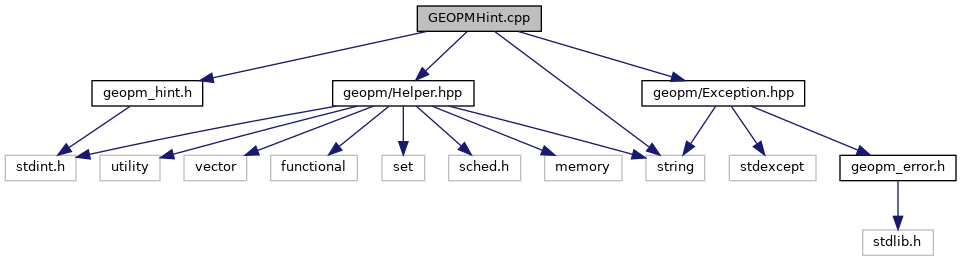 GEOPMHint.cpp
geopm_hint.h
geopm/Helper.hpp
geopm/Exception.hpp
stdint.h
utility
vector
functional
set
sched.h
memory
string
stdexcept
geopm_error.h
stdlib.h